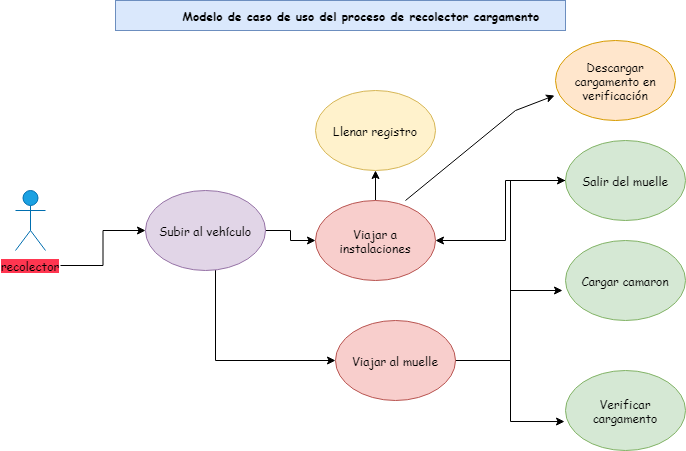 Modelo de caso de uso del proceso de recolector cargamento
Descargar
cargamento en
verificación
Llenar registro
Salir del muelle
Subir al vehículo
Viajar a
instalaciones
recolector
Cargar camaron
Viajar al muelle
Verificar
cargamento